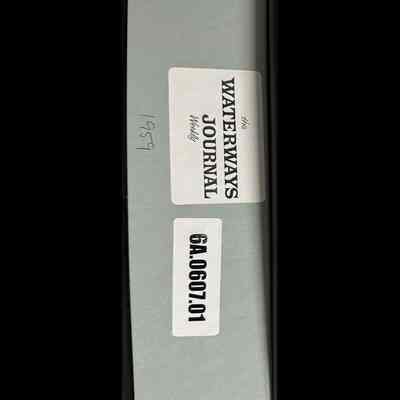 the
WATERWAYS
JOURNAL
Weekly
1959
6A.0607.01